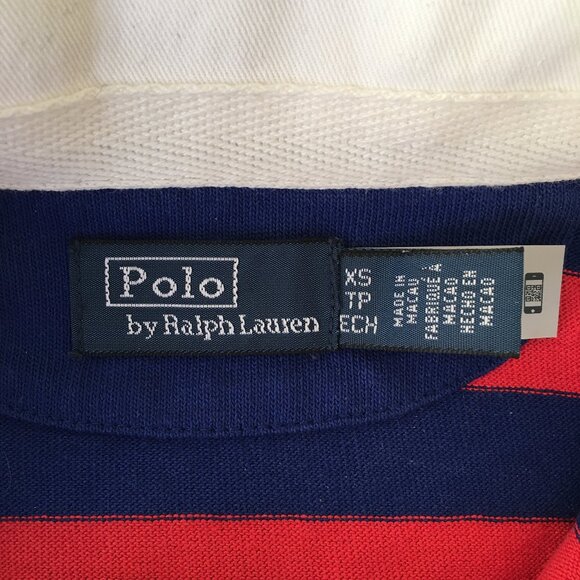 Polo
by Ralph Lauren
XS
TP
ECH
MADE IN
MACAU
FABRIQUÉ À
MACAO
HECHO EN
MACAO